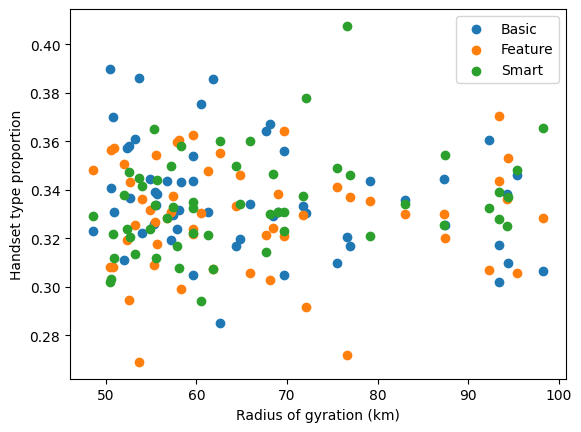 Basic
Feature
Smart
0.40
0.38
0.36
0.34
0.32
0.30
0.28
Handset type proportion
50
60
70
80
90
100
Radius of gyration (km)